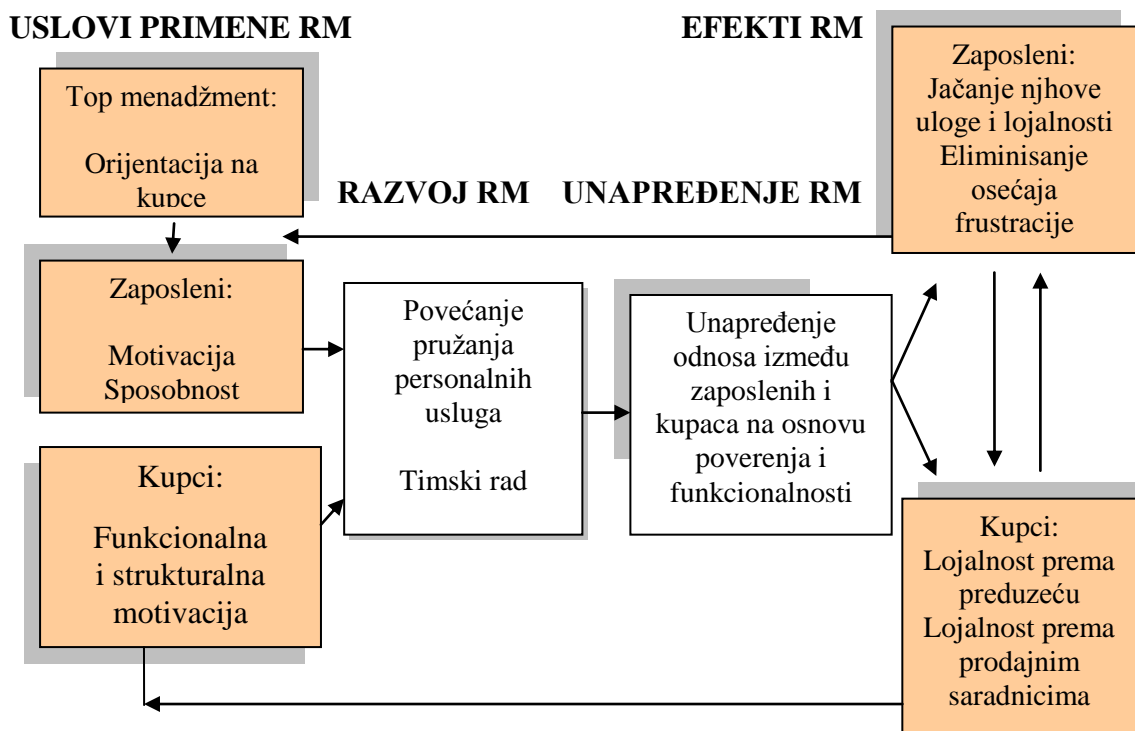 USLOVI PRIMENE RM
EFEKTI RM
Top menadžment:
Orijentacija na
kupce
Zaposleni:
Jačanje njhove
uloge i lojalnosti
Eliminisanje
osećaja
frustracije
RAZVOJ RM
UNAPREĐENJE RM
Zaposleni:
Motivacija
Sposobnost
Povećanje
pružanja
personalnih
usluga
Timski rad
Unapređenje
odnosa između
zaposlenih i
kupaca na osnovu
poverenja i
funkcionalnosti
Kupci:
Funkcionalna
i strukturalna
motivacija
Kupci:
Lojalnost prema
preduzeću
Lojalnost prema
prodajnim
saradnicima